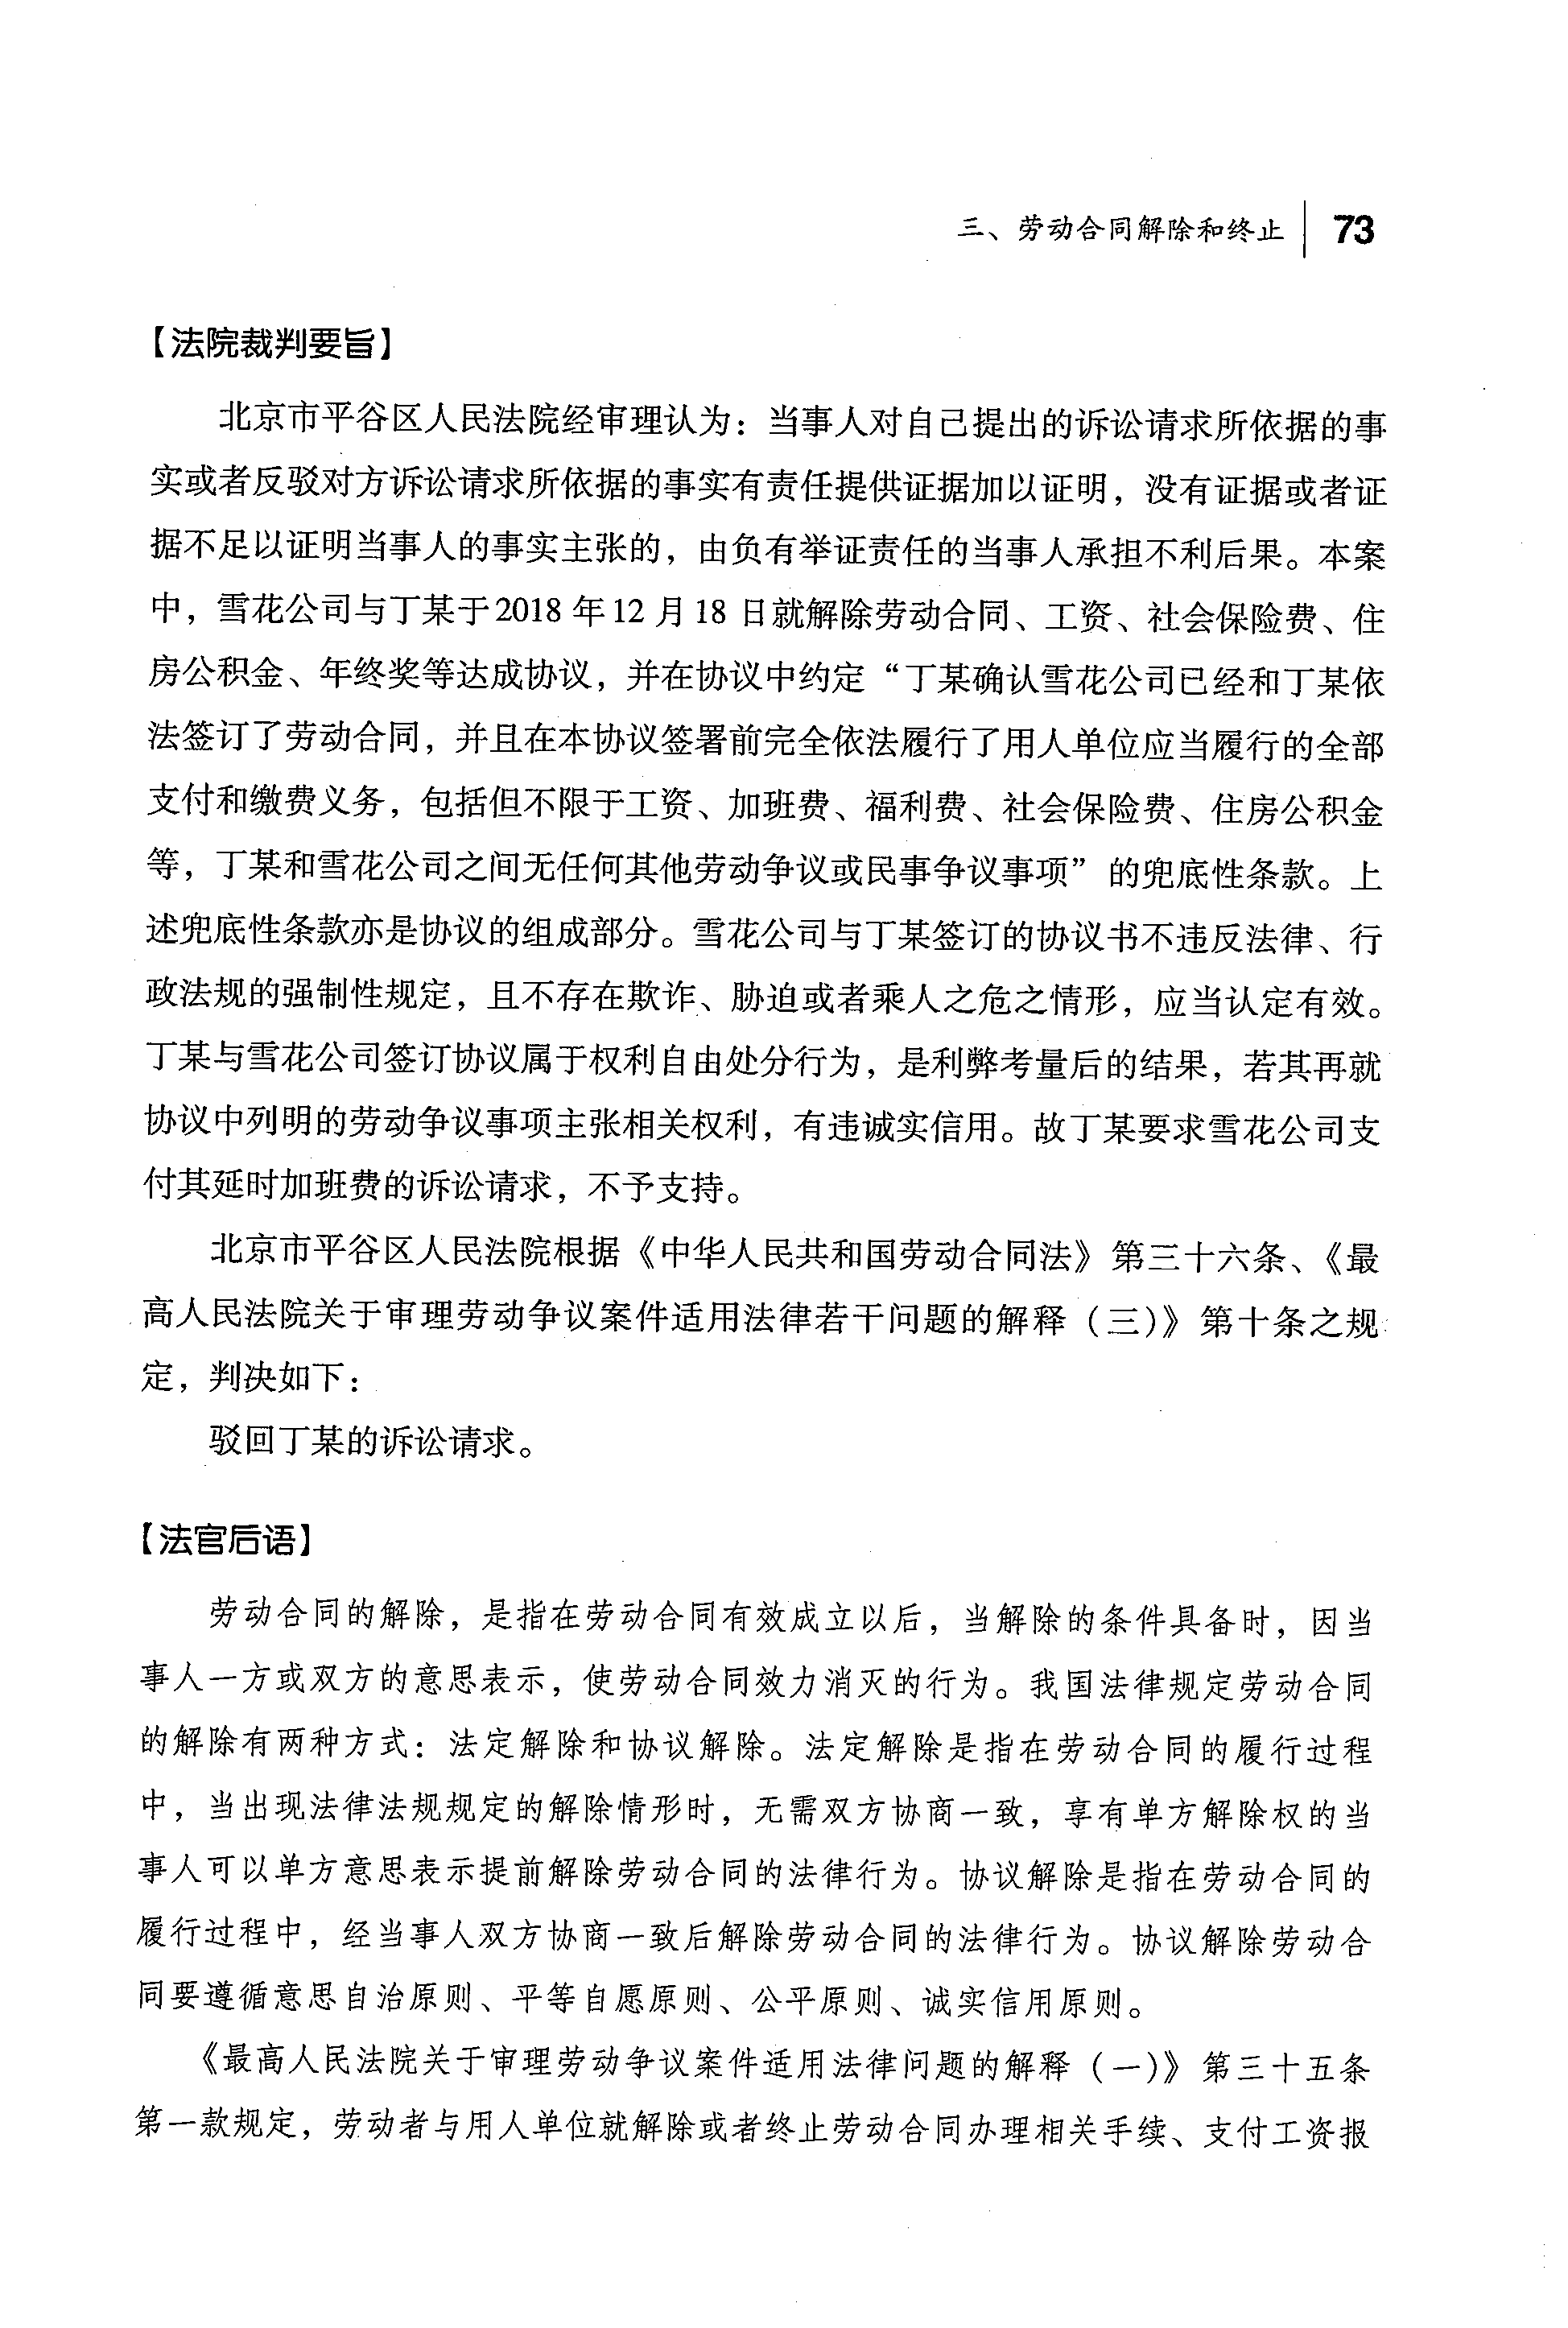 三、劳动合同解除和终止 73
【法院裁判要旨】
北京市平谷区人民法院经审理认为：当事人对自己提出的诉讼请求所依据的事
实或者反驳对方诉讼请求所依据的事实有责任提供证据加以证明，没有证据或者证
据不足以证明当事人的事实主张的，由负有举证责任的当事人承担不利后果。本案
中，雪花公司与丁某于2018年12月18日就解除劳动合同、工资、社会保险费、住
房公积金、年终奖等达成协议，并在协议中约定“丁某确认雪花公司已经和丁某依
法签订了劳动合同，并且在本协议签署前完全依法履行了用人单位应当履行的全部
支付和缴费义务，包括但不限于工资、加班费、福利费、社会保险费、住房公积金
等，丁某和雪花公司之间无任何其他劳动争议或民事争议事项”的兜底性条款。上
述兜底性条款亦是协议的组成部分。雪花公司与丁某签订的协议书不违反法律、行
政法规的强制性规定，且不存在欺诈、胁迫或者乘人之危之情形，应当认定有效。
丁某与雪花公司签订协议属于权利自由处分行为，是利弊考量后的结果，若其再就
协议中列明的劳动争议事项主张相关权利，有违诚实信用。故丁某要求雪花公司支
付其延时加班费的诉讼请求，不予支持。
北京市平谷区人民法院根据《中华人民共和国劳动合同法》第三十六条、《最
高人民法院关于审理劳动争议案件适用法律若干问题的解释（三）》第十条之规
定，判决如下：
驳回丁某的诉讼请求。
【法官后语】
劳动合同的解除，是指在劳动合同有效成立以后，当解除的条件具备时，因当
事人一方或双方的意思表示，使劳动合同效力消灭的行为。我国法律规定劳动合同
的解除有两种方式：法定解除和协议解除。法定解除是指在劳动合同的履行过程
中，当出现法律法规规定的解除情形时，无需双方协商一致，享有单方解除权的当
事人可以单方意思表示提前解除劳动合同的法律行为。协议解除是指在劳动合同的
履行过程中，经当事人双方协商一致后解除劳动合同的法律行为。协议解除劳动合
同要遵循意思自治原则、平等自愿原则、公平原则、诚实信用原则。
《最高人民法院关于审理劳动争议案件适用法律问题的解释（一）》第三十五条
第一款规定，劳动者与用人单位就解除或者终止劳动合同办理相关手续、支付工资报